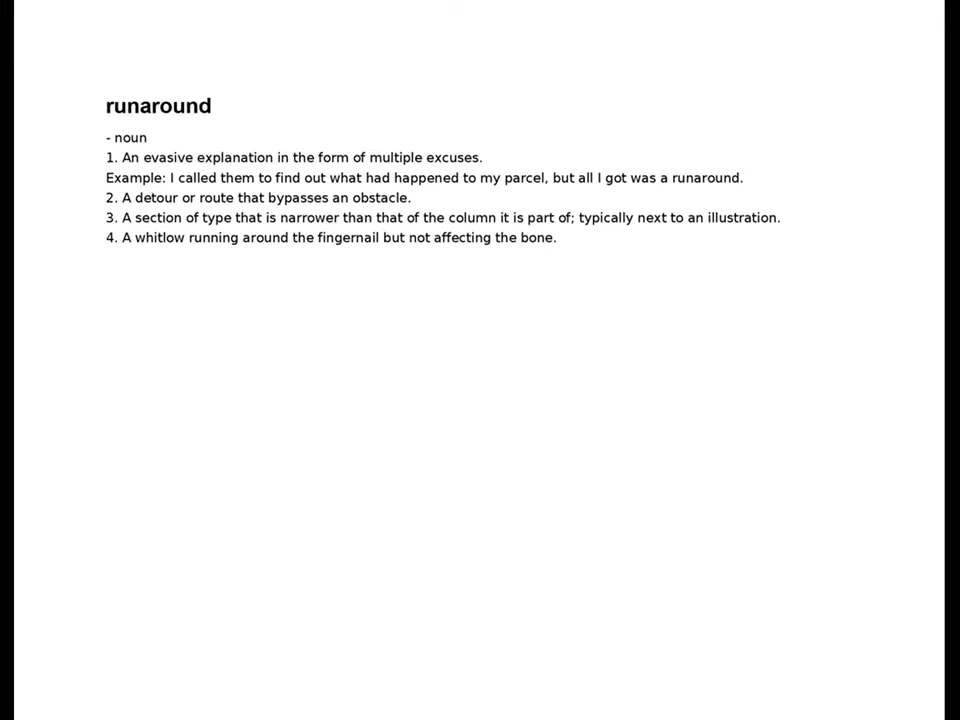 runaround
- noun
1. An evasive explanation in the form of multiple excuses.
Example: I called them to find out what had happened to my parcel, but all I got was a runaround.
2. A detour or route that bypasses an obstacle.
3. A section of type that is narrower than that of the column it is part of; typically next to an illustration.
4. A whitlow running around the fingernail but not affecting the bone.